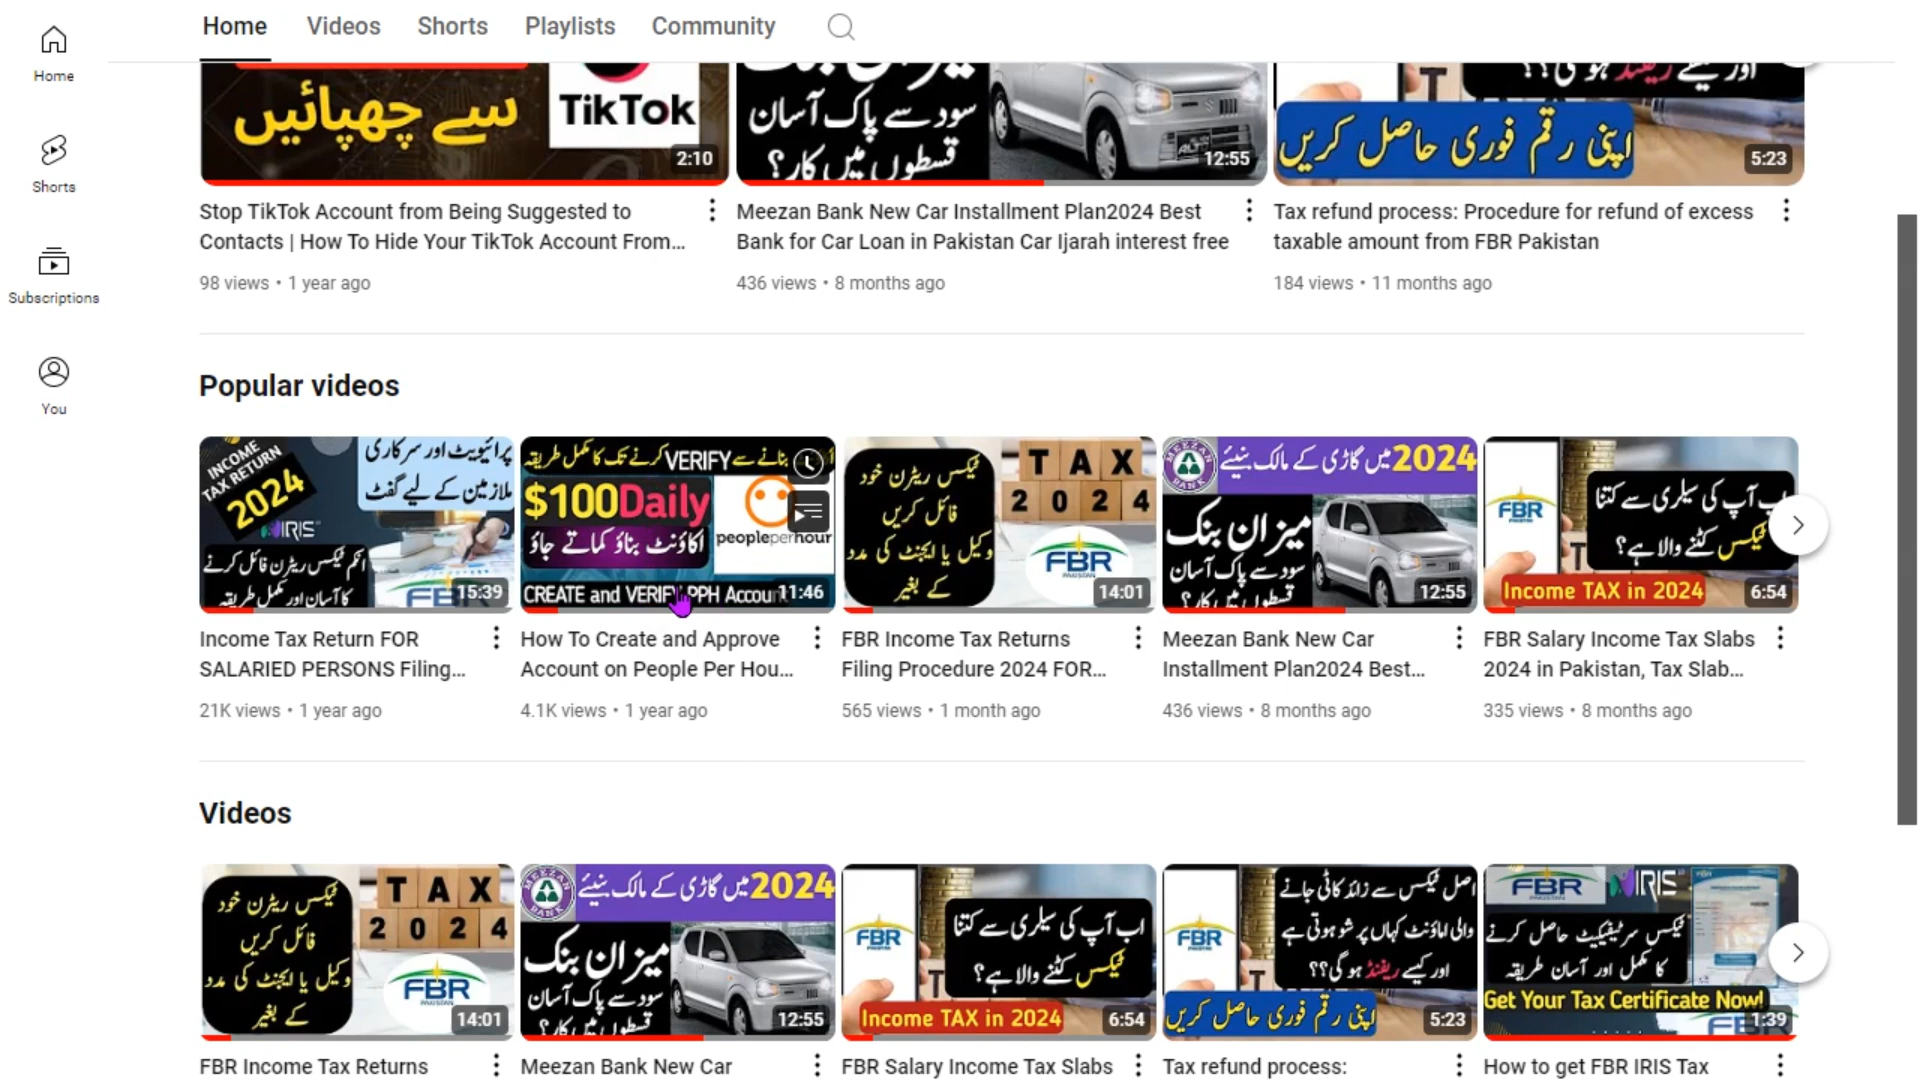 Home
Videos
Shorts
Playlists
Community
Home
Shorts
Subscriptions
You
سے چھپائیں
TikTok
2:10
سود سے پاک آسان
قسطوں میں کار؟
12:55
اپنی رقم فوری حاصل کریں
5:23
Stop TikTok Account from Being Suggested to
Contacts | How To Hide Your TikTok Account From...
98 views • 1 year ago
Meezan Bank New Car Installment Plan2024 Best
Bank for Car Loan in Pakistan Car Ijarah interest free
436 views • 8 months ago
Tax refund process: Procedure for refund of excess
taxable amount from FBR Pakistan
184 views • 11 months ago
Popular videos
INCOME
TAX RETURN
2024
پرائیویٹ اور سرکاری
ملازمین کے لیے گفٹ
IRIS
انکم ٹیکس ریٹرن فائل کرنے
کا آسان اور مکمل طریقہ
15:39
بنانے سے VERIFY کرنے تک کا مکمل طریقہ
$100Daily
اکاؤنٹ بناؤ کماتے جاؤ
peopleperhour
CREATE and VERIFY PPH Accoun
11:46
ٹیکس ریٹرن خود
فائل کریں
وکیل یا ایجنٹ کی مدد
کے بغیر
TAX
2024
FBR
PAKISTAN
14:01
MEEZAN
BANK
2024 میں گاڑی کے مالک بنیئے
میزان بنک
سود سے پاک آسان
قسطوں میں کار؟
12:55
FBR
PAKISTAN
اب آپ کی سیلری سے کتنا
ٹیکس کٹنے والا ہے؟
Income TAX in 2024
6:54
Income Tax Return FOR
SALARIED PERSONS Filing...
21K views • 1 year ago
How To Create and Approve
Account on People Per Hou...
4.1K views • 1 year ago
FBR Income Tax Returns
Filing Procedure 2024 FOR...
565 views • 1 month ago
Meezan Bank New Car
Installment Plan2024 Best...
436 views • 8 months ago
FBR Salary Income Tax Slabs
2024 in Pakistan, Tax Slab...
335 views • 8 months ago
Videos
ٹیکس ریٹرن خود
فائل کریں
وکیل یا ایجنٹ کی مدد
کے بغیر
TAX
2024
FBR
PAKISTAN
14:01
MEEZAN
BANK
2024 میں گاڑی کے مالک بنیئے
میزان بنک
سود سے پاک آسان
قسطوں میں کار؟
12:55
FBR
PAKISTAN
اب آپ کی سیلری سے کتنا
ٹیکس کٹنے والا ہے؟
Income TAX in 2024
6:54
FBR
PAKISTAN
اصل ٹیکس سے زائد کاٹی جانے
والی اماؤنٹ کہاں پر شو ہوتی ہے
اور کیسے ریفنڈ ہو گی؟؟
اپنی رقم فوری حاصل کریں
5:23
FBR
IRIS
ٹیکس سرٹیفیکیٹ حاصل کرنے
کا مکمل اور آسان طریقہ
Get Your Tax Certificate Now!
1:39
FBR Income Tax Returns
Meezan Bank New Car
FBR Salary Income Tax Slabs
Tax refund process:
How to get FBR IRIS Tax